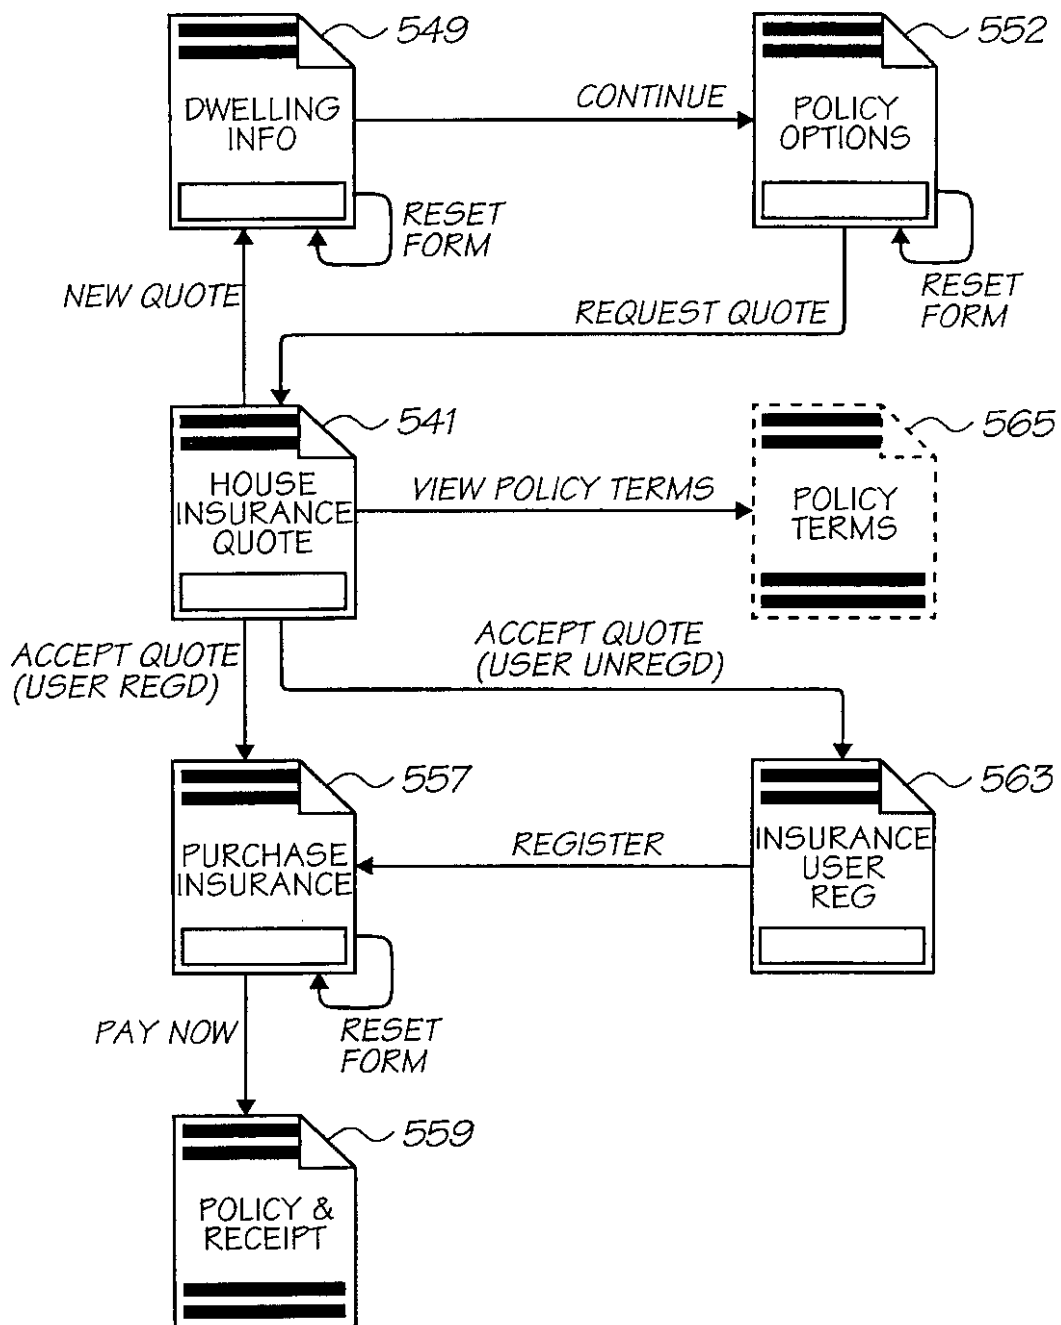 549
552
DWELLING
INFO
CONTINUE
POLICY
OPTIONS
RESET
FORM
RESET
FORM
NEW QUOTE
REQUEST QUOTE
541
565
HOUSE
INSURANCE
QUOTE
VIEW POLICY TERMS
POLICY
TERMS
ACCEPT QUOTE
(USER REGD)
ACCEPT QUOTE
(USER UNREGD)
557
563
PURCHASE
INSURANCE
REGISTER
INSURANCE
USER
REG
PAY NOW
RESET
FORM
559
POLICY &
RECEIPT